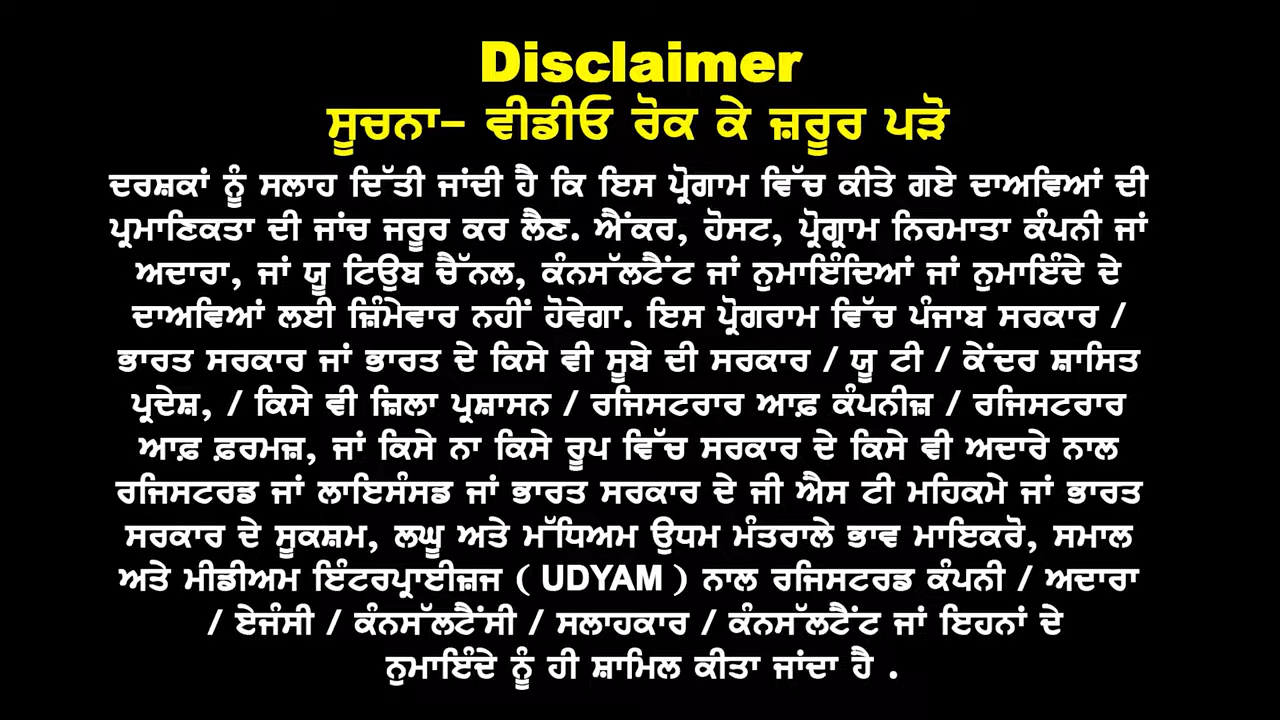 Disclaimer
ਸੂਚਨਾ- ਵੀਡੀਓ ਰੋਕ ਕੇ ਜ਼ਰੂਰ ਪੜੋ
ਦਰਸ਼ਕਾਂ ਨੂੰ ਸਲਾਹ ਦਿੱਤੀ ਜਾਂਦੀ ਹੈ ਕਿ ਇਸ ਪ੍ਰੋਗਾਮ ਵਿੱਚ ਕੀਤੇ ਗਏ ਦਾਅਵਿਆਂ ਦੀ
ਪ੍ਰਮਾਣਿਕਤਾ ਦੀ ਜਾਂਚ ਜਰੂਰ ਕਰ ਲੈਣ. ਐਂਕਰ, ਹੋਸਟ, ਪ੍ਰੋਗ੍ਰਾਮ ਨਿਰਮਾਤਾ ਕੰਪਨੀ ਜਾਂ
ਅਦਾਰਾ, ਜਾਂ ਯੂ ਟਿਊਬ ਚੈੱਨਲ, ਕੰਨਸੱਲਟੈਂਟ ਜਾਂ ਨੁਮਾਇੰਦਿਆਂ ਜਾਂ ਨੁਮਾਇੰਦੇ ਦੇ
ਦਾਅਵਿਆਂ ਲਈ ਜ਼ਿੰਮੇਵਾਰ ਨਹੀਂ ਹੋਵੇਗਾ. ਇਸ ਪ੍ਰੋਗਰਾਮ ਵਿੱਚ ਪੰਜਾਬ ਸਰਕਾਰ /
ਭਾਰਤ ਸਰਕਾਰ ਜਾਂ ਭਾਰਤ ਦੇ ਕਿਸੇ ਵੀ ਸੂਬੇ ਦੀ ਸਰਕਾਰ / ਯੂ ਟੀ / ਕੇਂਦਰ ਸ਼ਾਸਿਤ
ਪ੍ਰਦੇਸ਼, / ਕਿਸੇ ਵੀ ਜ਼ਿਲਾ ਪ੍ਰਸ਼ਾਸਨ / ਰਜਿਸਟਰਾਰ ਆਫ਼ ਕੰਪਨੀਜ਼ / ਰਜਿਸਟਰਾਰ
ਆਫ਼ ਫ਼ਰਮਜ਼, ਜਾਂ ਕਿਸੇ ਨਾ ਕਿਸੇ ਰੂਪ ਵਿੱਚ ਸਰਕਾਰ ਦੇ ਕਿਸੇ ਵੀ ਅਦਾਰੇ ਨਾਲ
ਰਜਿਸਟਰਡ ਜਾਂ ਲਾਇਸੰਸਡ ਜਾਂ ਭਾਰਤ ਸਰਕਾਰ ਦੇ ਜੀ ਐਸ ਟੀ ਮਹਿਕਮੇ ਜਾਂ ਭਾਰਤ
ਸਰਕਾਰ ਦੇ ਸੂਕਸ਼ਮ, ਲਘੂ ਅਤੇ ਮੱਧਿਅਮ ਉਧਮ ਮੰਤਰਾਲੇ ਭਾਵ ਮਾਇਕਰੋ, ਸਮਾਲ
ਅਤੇ ਮੀਡੀਅਮ ਇੰਟਰਪ੍ਰਾਈਜ਼ਜ ( UDYAM ) ਨਾਲ ਰਜਿਸਟਰਡ ਕੰਪਨੀ / ਅਦਾਰਾ
/ ਏਜੰਸੀ / ਕੰਨਸੱਲਟੈਂਸੀ / ਸਲਾਹਕਾਰ / ਕੰਨਸੱਲਟੈਂਟ ਜਾਂ ਇਹਨਾਂ ਦੇ
ਨੁਮਾਇੰਦੇ ਨੂੰ ਹੀ ਸ਼ਾਮਿਲ ਕੀਤਾ ਜਾਂਦਾ ਹੈ .